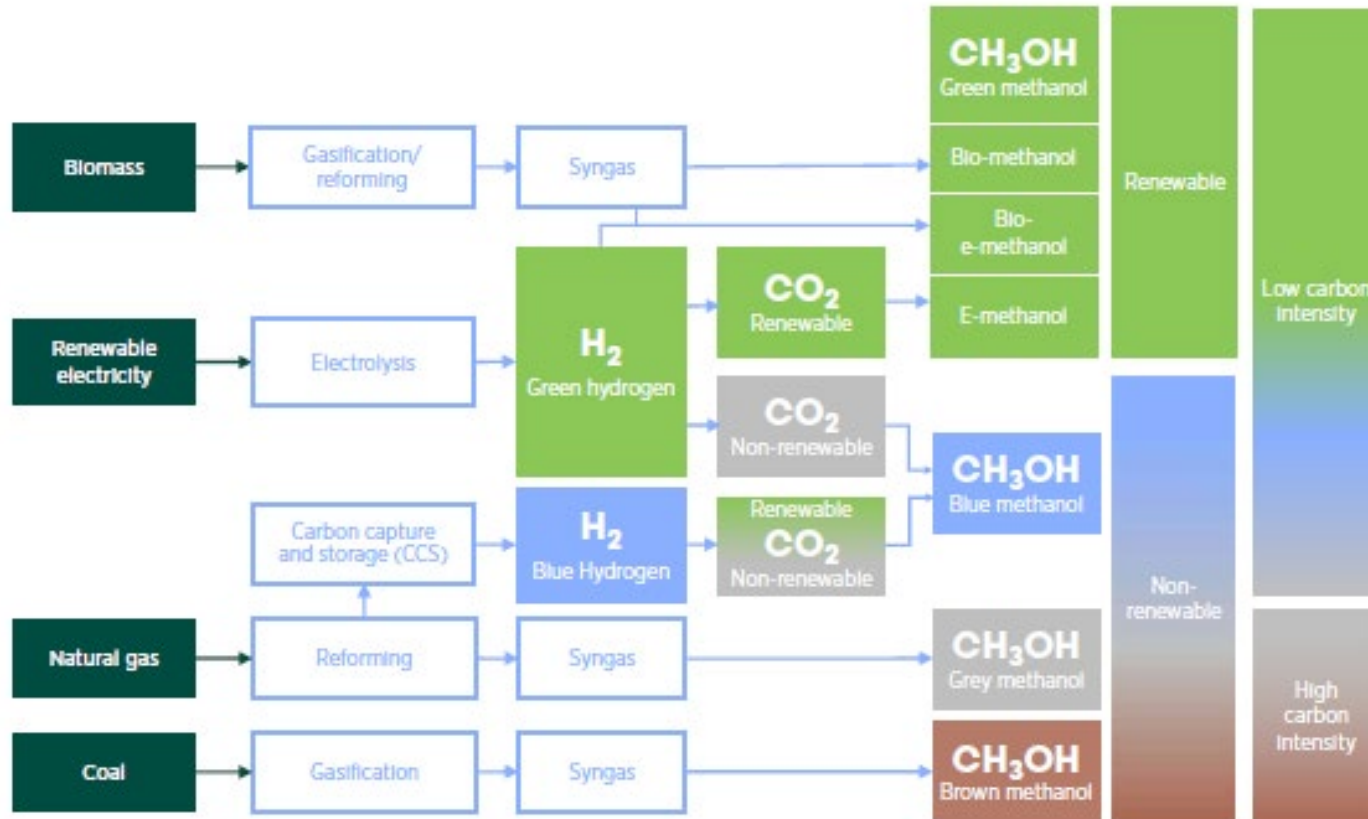 CH₃OH
Green methanol
Biomass
Gasification/
reforming
Syngas
Bio-methanol
Renewable
Bio-
e-methanol
Renewable
electricity
Electrolysis
H₂
Green hydrogen
CO₂
Renewable
E-methanol
Low carbon
intensity
CO₂
Non-renewable
Carbon capture
and storage (CCS)
H₂
Blue Hydrogen
Renewable
CO₂
Non-renewable
CH₃OH
Blue methanol
Non-
renewable
Natural gas
Reforming
Syngas
CH₃OH
Grey methanol
High
carbon
intensity
Coal
Gasification
Syngas
CH₃OH
Brown methanol